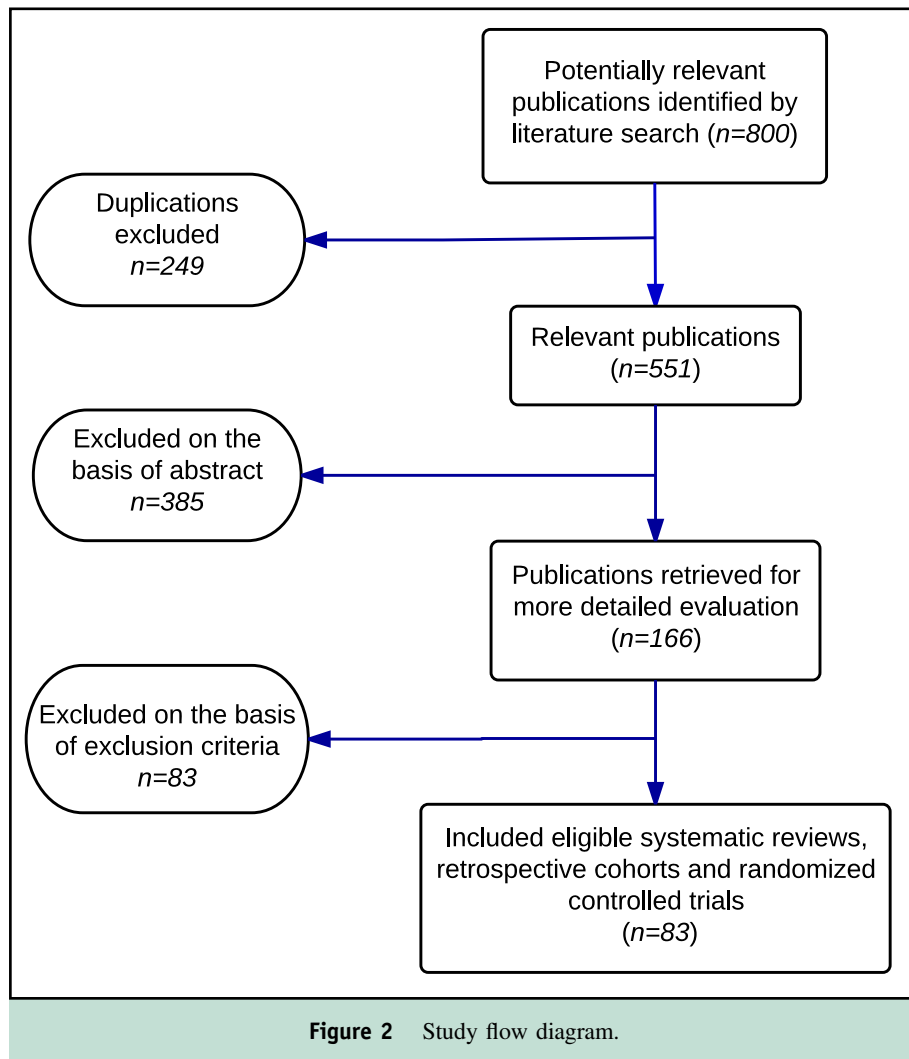 Potentially relevant
publications identified by
literature search (n=800)
Duplications
excluded
n=249
Relevant publications
(n=551)
Excluded on the
basis of abstract
n=385
Publications retrieved for
more detailed evaluation
(n=166)
Excluded on the basis
of exclusion criteria
n=83
Included eligible systematic reviews,
retrospective cohorts and randomized
controlled trials
(n=83)
Figure 2 Study flow diagram.